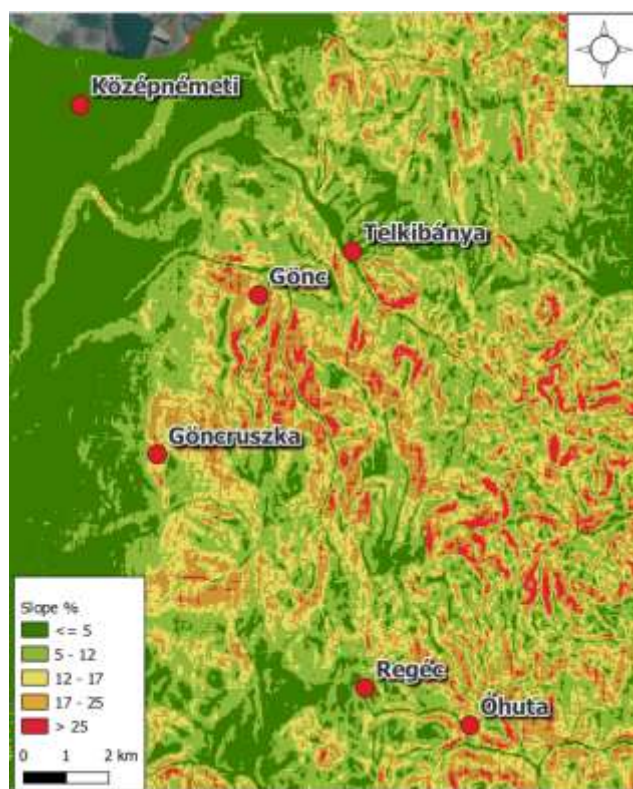 Középnémeti
Telkibánya
Gönc
Göncruszka
Slope %
<= 5
5 - 12
12 - 17
17 - 25
> 25
0 1 2 km
Regéc
Óhuta